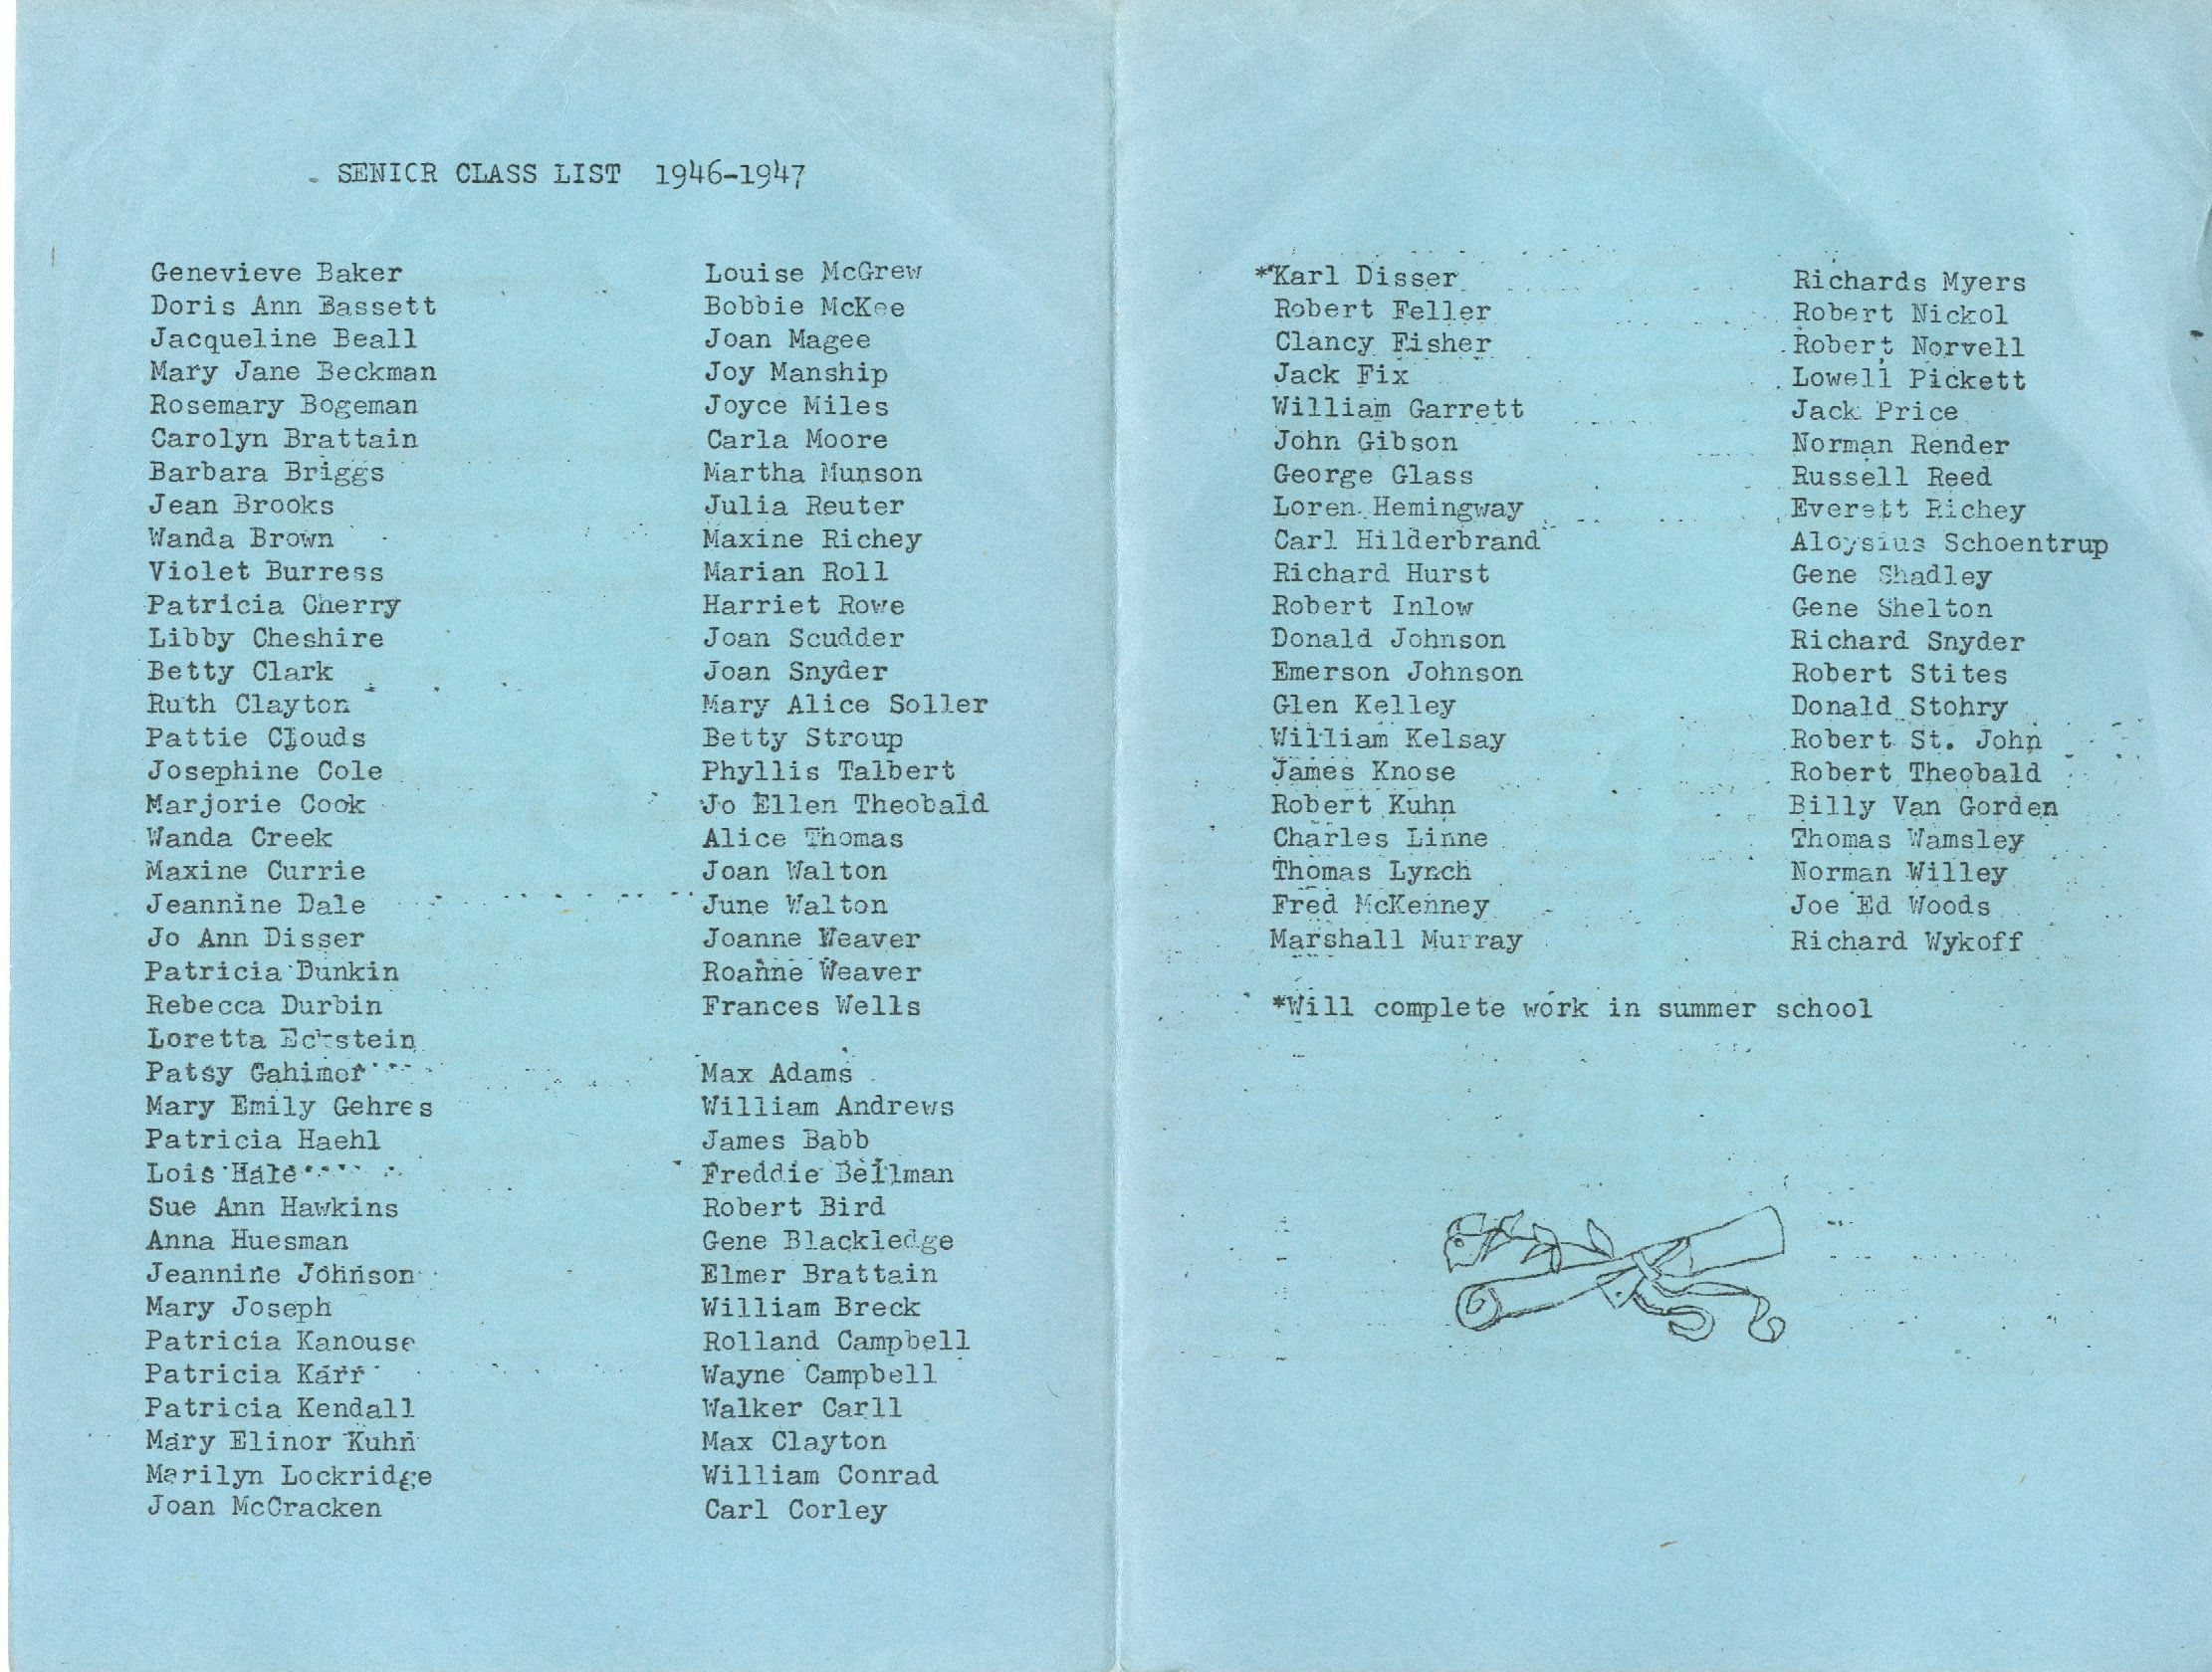 SENIOR CLASS LIST 1946-1947
Genevieve Baker
Doris Ann Bassett
Jacqueline Beall
Mary Jane Beckman
Rosemary Bogeman
Carolyn Brattain
Barbara Briggs
Jean Brooks
Wanda Brown
Violet Burress
Patricia Cherry
Libby Cheshire
Betty Clark
Ruth Clayton
Pattie Clouds
Josephine Cole
Marjorie Cook
Wanda Creek
Maxine Currie
Jeannine Dale
Jo Ann Disser
Patricia Dunkin
Rebecca Durbin
Loretta Eckstein
Patsy Gahimer
Mary Emily Gehres
Patricia Haehl
Lois Hale
Sue Ann Hawkins
Anna Huesman
Jeannine Johnson
Mary Joseph
Patricia Kanouse
Patricia Karr
Patricia Kendall
Mary Elinor Kuhn
Marilyn Lockridge
Joan McCracken
Louise McGrew
Bobbie McKee
Joan Magee
Joy Manship
Joyce Miles
Carla Moore
Martha Munson
Julia Reuter
Maxine Richey
Marian Roll
Harriet Rowe
Joan Scudder
Joan Snyder
Mary Alice Soller
Betty Stroup
Phyllis Talbert
Jo Ellen Theobald
Alice Thomas
Joan Walton
June Walton
Joanne Weaver
Roanne Weaver
Frances Wells
Max Adams
William Andrews
James Babb
Freddie Bellman
Robert Bird
Gene Blackledge
Elmer Brattain
William Breck
Rolland Campbell
Wayne Campbell
Walker Carll
Max Clayton
William Conrad
Carl Corley
*Karl Disser
Robert Feller
Clancy Fisher
Jack Fix
William Garrett
John Gibson
George Glass
Loren Hemingway
Carl Hilderbrand
Richard Hurst
Robert Inlow
Donald Johnson
Emerson Johnson
Glen Kelley
William Kelsay
James Knose
Robert Kuhn
Charles Linne
Thomas Lynch
Fred McKenney
Marshall Murray
Richards Myers
Robert Nickol
Robert Norvell
Lowell Pickett
Jack Price
Norman Render
Russell Reed
Everett Richey
Aloysius Schoentrup
Gene Shadley
Gene Shelton
Richard Snyder
Robert Stites
Donald Stohry
Robert St. John
Robert Theobald
Billy Van Gorden
Thomas Wamsley
Norman Willey
Joe Ed Woods
Richard Wykoff
*Will complete work in summer school